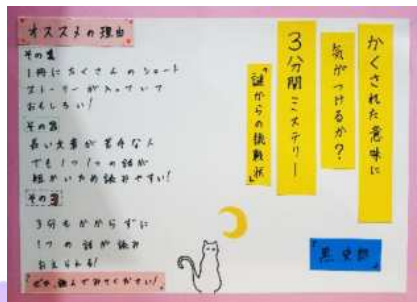 かくされた意味に
気がつけるか?
3分間ミステリー
『謎からの挑戦状』
黒史郎
オススメの理由
その1
1冊にたくさんのショート
ストーリーが入っていて
おもしろい!
その2
長い文章が苦手な人
でも1つ1つの話が
短かいため読みやすい!
その3
3分もかからずに
1つの話が読み
おえられる!
ぜひ、読んでみてください!